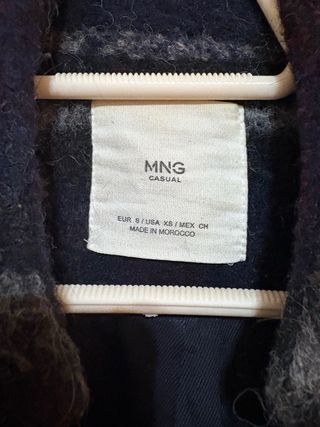 MNG
CASUAL
EUR S / USA XS / MEX CH
MADE IN MOROCCO